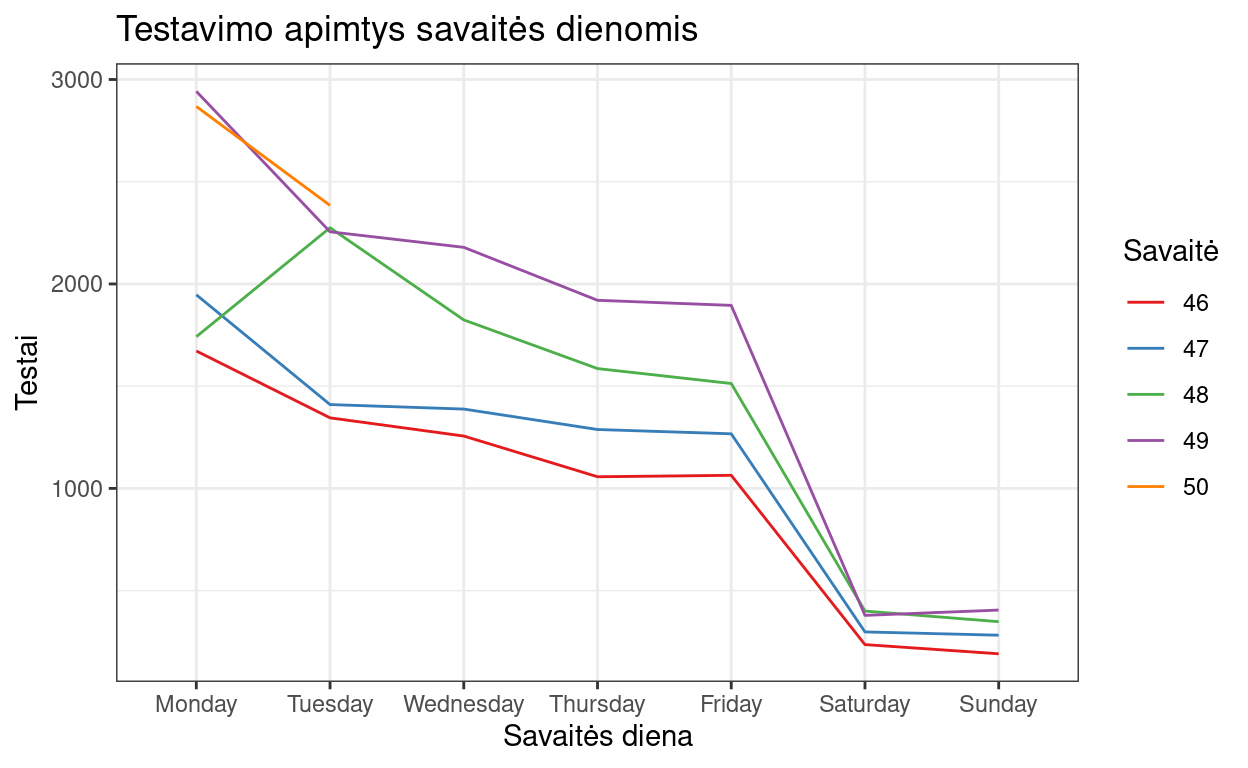 Testavimo apimtys savaitės dienomis
3000
2000
1000
Testai
Monday Tuesday Wednesday Thursday Friday Saturday Sunday
Savaitės diena
Savaitė
46
47
48
49
50